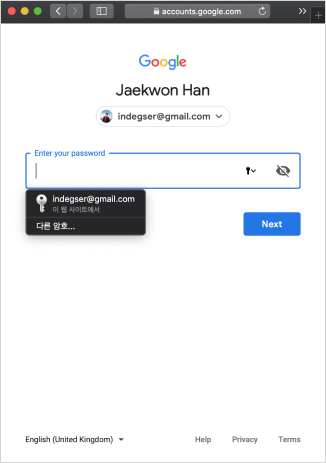 accounts.google.com
Google
Jaekwon Han
indegser@gmail.com
Enter your password
indegser@gmail.com
이 웹 사이트에서
다른 암호...
Next
English (United Kingdom)
Help
Privacy
Terms